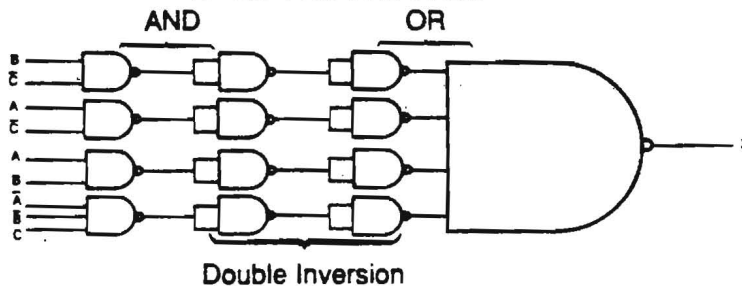 AND OR
B
C̅
A
C̅
A
B
A̅
B̅
C
Double Inversion